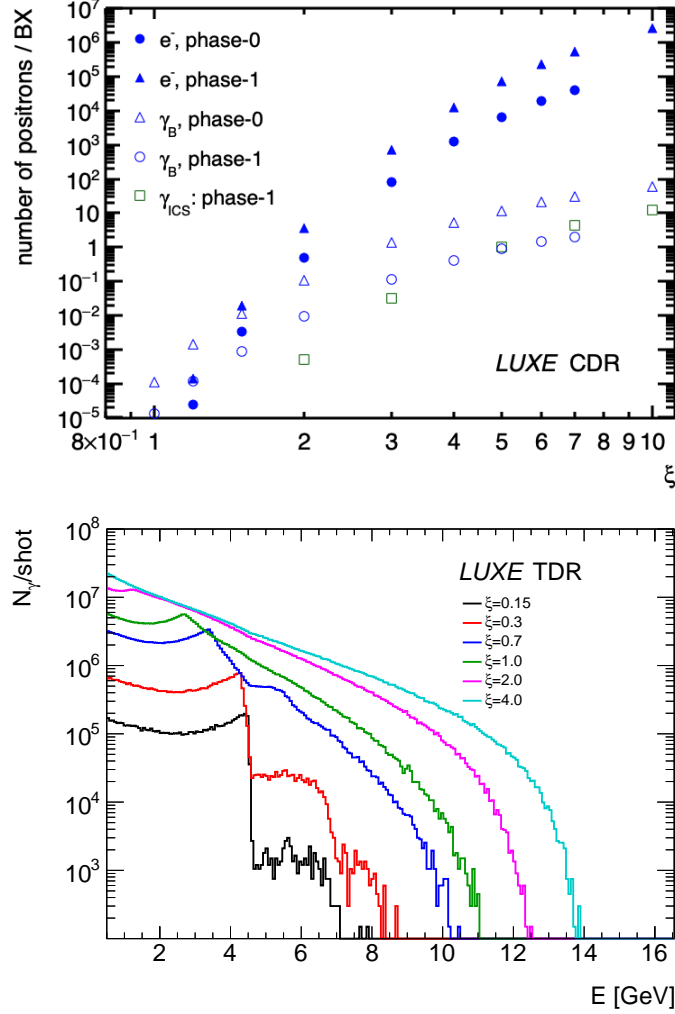 number of positrons / BX
10^7
10^6
10^5
10^4
10^3
10^2
10
1
10^-1
10^-2
10^-3
10^-4
10^-5
e^-, phase-0
e^-, phase-1
γ_B, phase-0
γ_B, phase-1
γ_ICS: phase-1
LUXE CDR
8×10^-1 1 2 3 4 5 6 7 8 9 10
ξ
N_γ/shot
10^8
10^7
10^6
10^5
10^4
10^3
LUXE TDR
ξ=0.15
ξ=0.3
ξ=0.7
ξ=1.0
ξ=2.0
ξ=4.0
2 4 6 8 10 12 14 16
E [GeV]